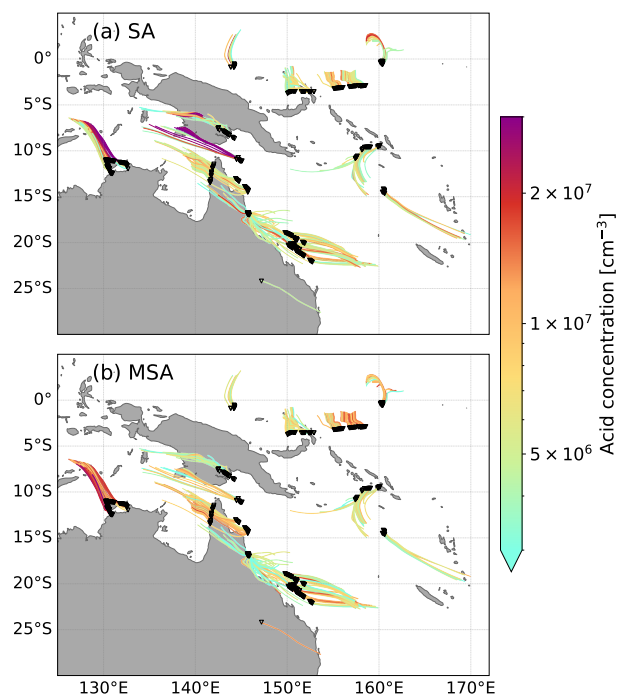 (a) SA
0°
5°S
10°S
15°S
20°S
25°S
(b) MSA
0°
5°S
10°S
15°S
20°S
25°S
130°E 140°E 150°E 160°E 170°E
2 × 10⁷
1 × 10⁷
5 × 10⁶
Acid concentration [cm⁻³]